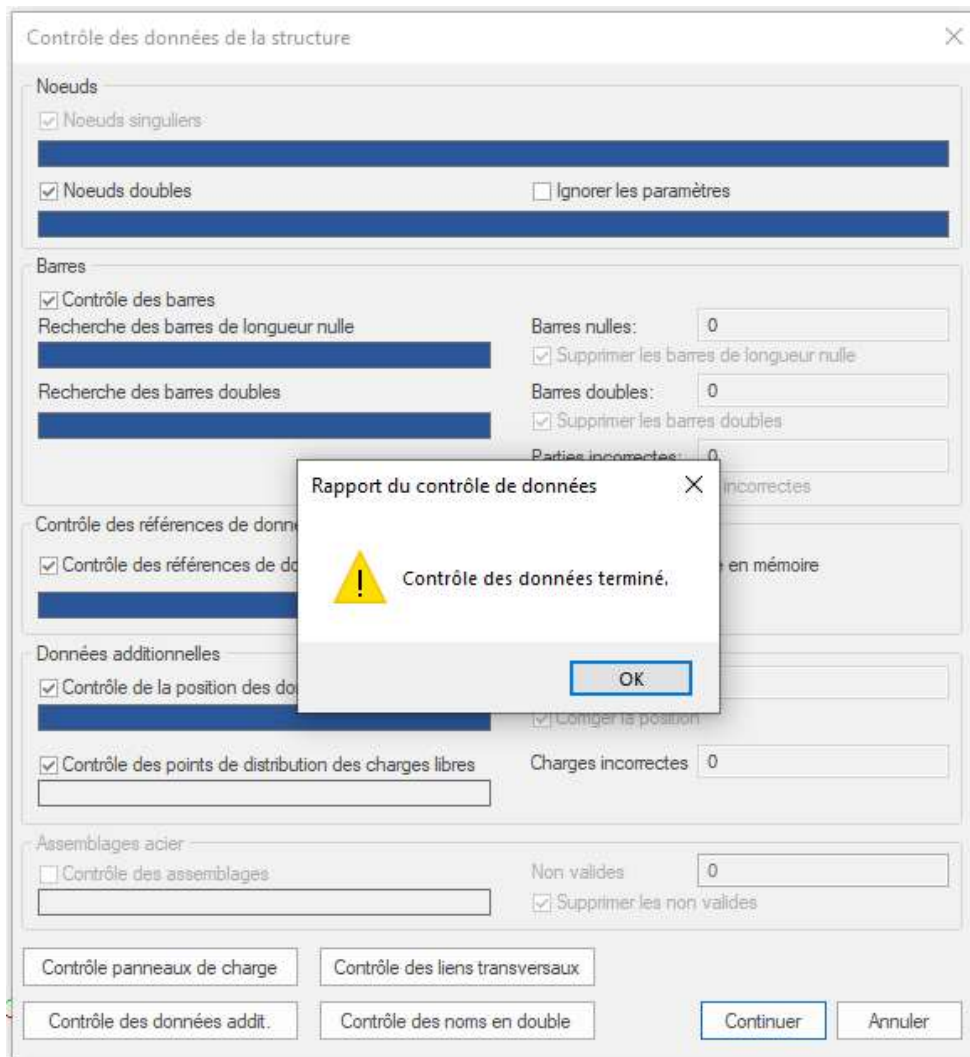 Contrôle des données de la structure
Noeuds
Noeuds singuliers
Noeuds doubles
Ignorer les paramètres
Barres
Contrôle des barres
Recherche des barres de longueur nulle
Barres nulles: 0
Supprimer les barres de longueur nulle
Recherche des barres doubles
Barres doubles: 0
Supprimer les barres doubles
Parties incorrectes: 0
incorrectes
Rapport du contrôle de données
Contrôle des données terminé.
OK
Contrôle des références de
Contrôle des références de
en mémoire
Données additionnelles
Contrôle de la position des
Corriger la position
Contrôle des points de distribution des charges libres
Charges incorrectes 0
Assemblages acier
Contrôle des assemblages
Non valides 0
Supprimer les non valides
Contrôle panneaux de charge
Contrôle des liens transversaux
Contrôle des données addit.
Contrôle des noms en double
Continuer
Annuler